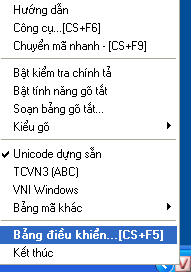 Hướng dẫn
Công cụ...[CS+F6]
Chuyển mã nhanh - [CS+F9]
Bật kiểm tra chính tả
Bật tính năng gõ tắt
Soạn bảng gõ tắt...
Kiểu gõ
Unicode dựng sẵn
TCVN3 (ABC)
VNI Windows
Bảng mã khác
Bảng điều khiển...[CS+F5]
Kết thúc